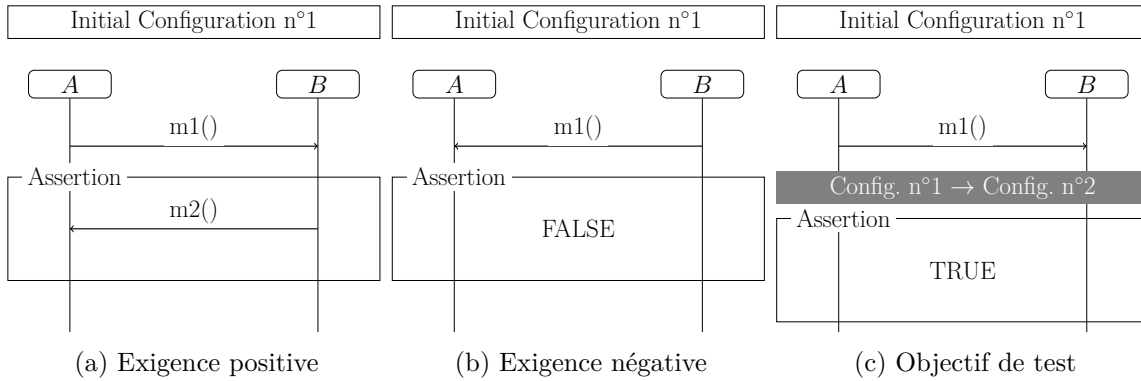 Initial Configuration n°1
Initial Configuration n°1
Initial Configuration n°1
A
B
A
B
A
B
m1()
m1()
m1()
Assertion
Assertion
Config. n°1 → Config. n°2
m2()
Assertion
FALSE
TRUE
(a) Exigence positive
(b) Exigence négative
(c) Objectif de test